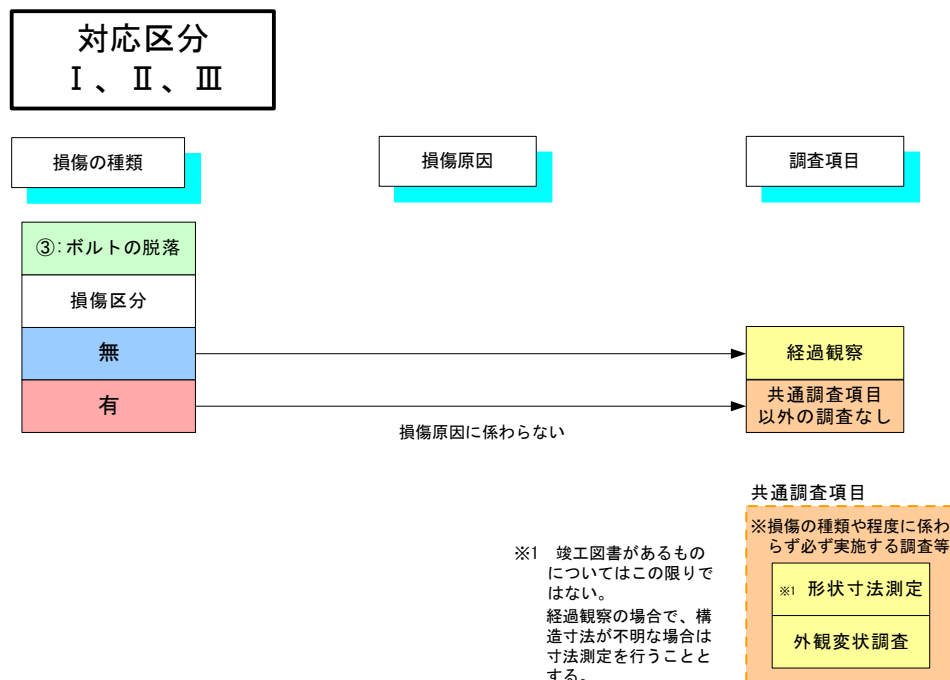 対応区分
Ⅰ、Ⅱ、Ⅲ
損傷の種類
損傷原因
調査項目
③:ボルトの脱落
損傷区分
無
経過観察
有
共通調査項目
以外の調査なし
損傷原因に係わらない
共通調査項目
※損傷の種類や程度に係わ
らず必ず実施する調査等
※1 形状寸法測定
外観変状調査
※1 竣工図書があるもの
についてはこの限りで
はない。
経過観察の場合で、構
造寸法が不明な場合は
寸法測定を行うことと
する。